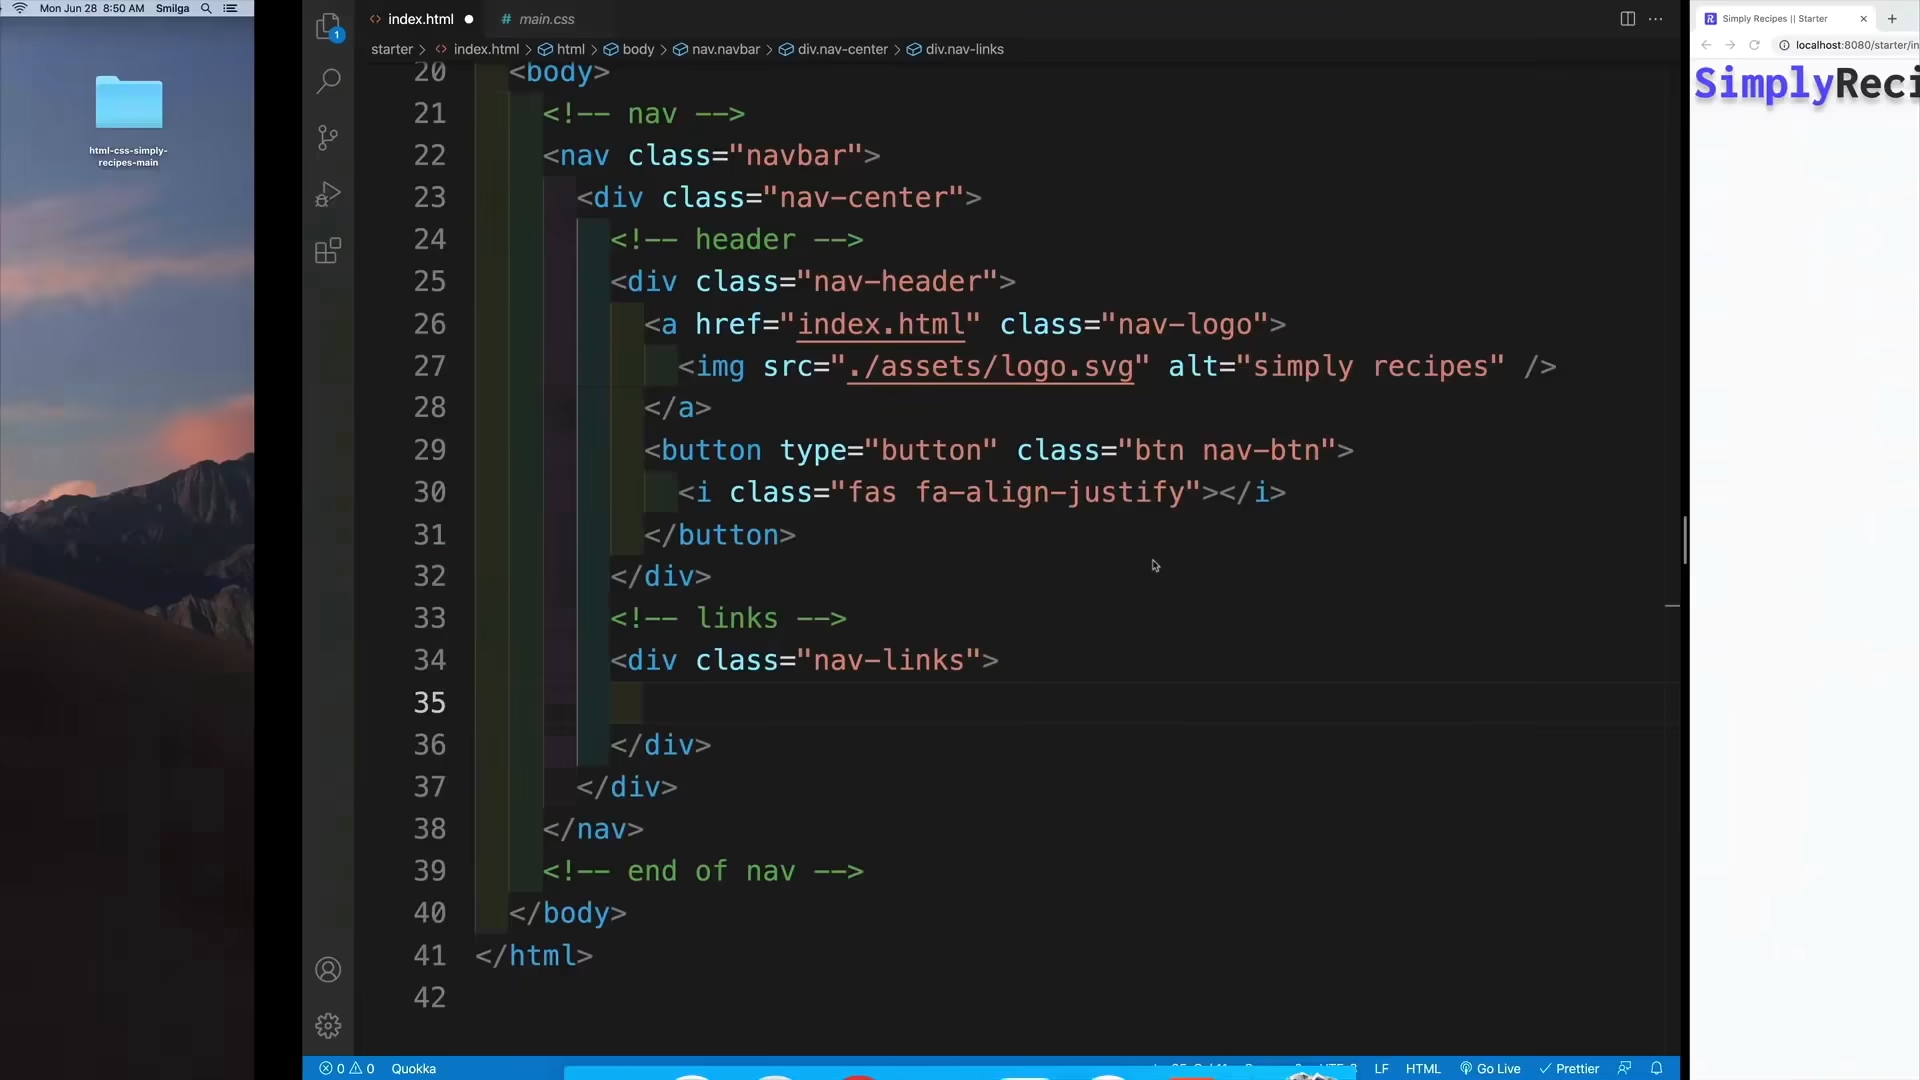 Mon Jun 28 8:50 AM Smilga
html-css-simply-
recipes-main
1
<> index.html ● # main.css
starter > <> index.html > html > body > nav.navbar > div.nav-center > div.nav-links
20 <body>
21 <!-- nav -->
22 <nav class="navbar">
23 <div class="nav-center">
24 <!-- header -->
25 <div class="nav-header">
26 <a href="index.html" class="nav-logo">
27 <img src="./assets/logo.svg" alt="simply recipes" />
28 </a>
29 <button type="button" class="btn nav-btn">
30 <i class="fas fa-align-justify"></i>
31 </button>
32 </div>
33 <!-- links -->
34 <div class="nav-links">
35
36 </div>
37 </div>
38 </nav>
39 <!-- end of nav -->
40 </body>
41 </html>
42
0 0 Quokka
LF HTML Go Live Prettier
Simply Recipes || Starter
localhost:8080/starter/in
SimplyReci